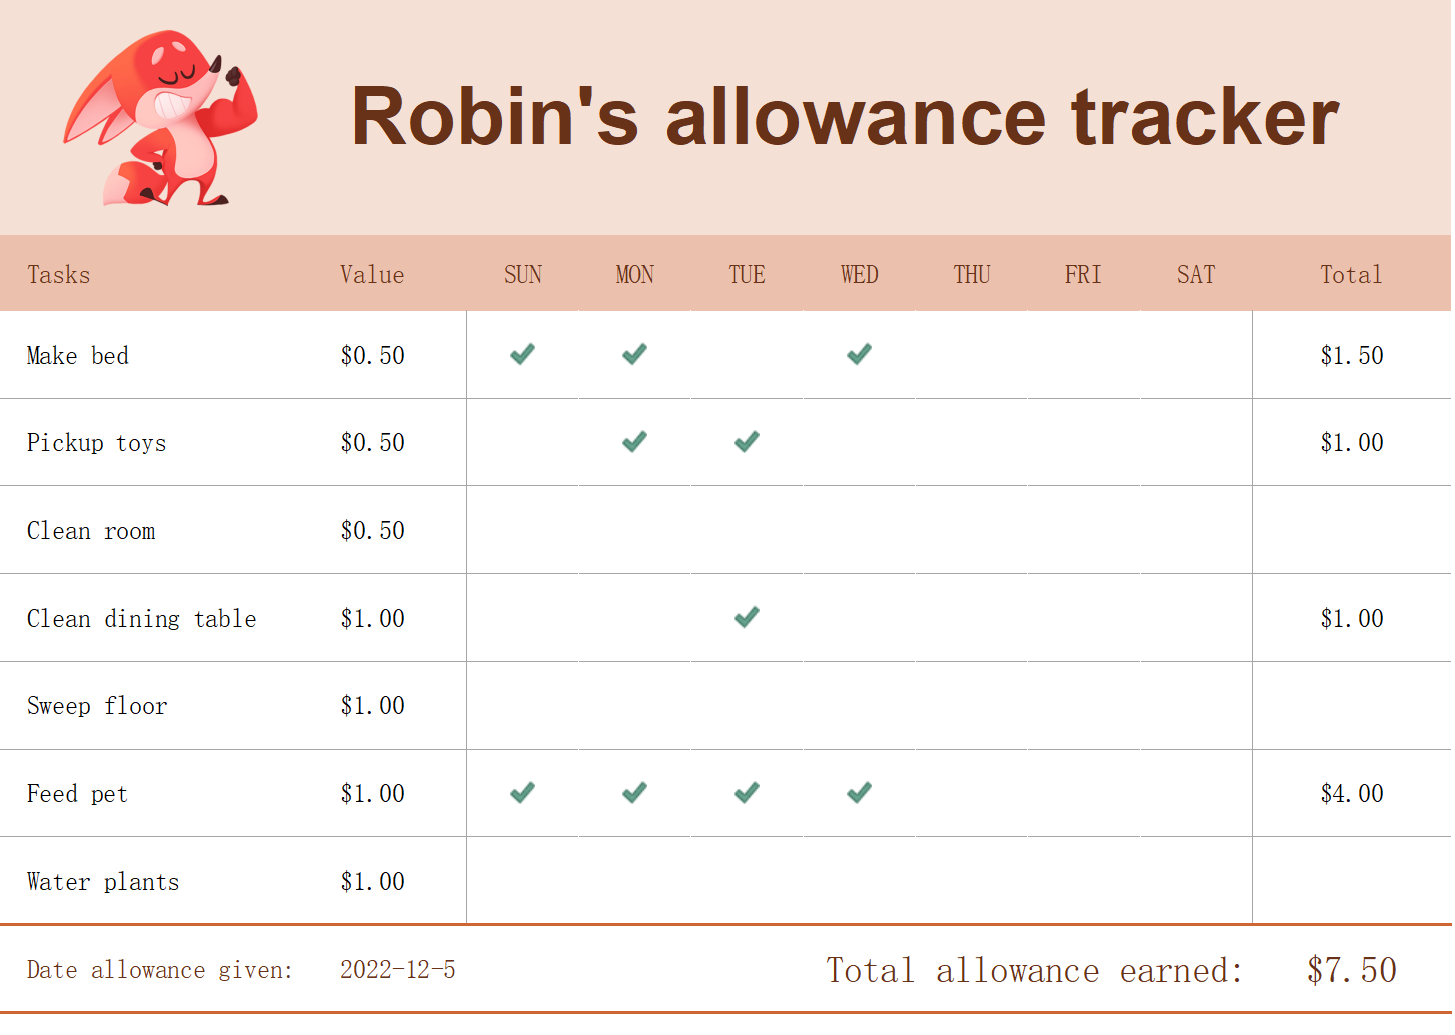 Robin's allowance tracker
Tasks Value SUN MON TUE WED THU FRI SAT Total
Make bed $0.50 ✔ ✔ ✔ $1.50
Pickup toys $0.50 ✔ ✔ $1.00
Clean room $0.50
Clean dining table $1.00 ✔ $1.00
Sweep floor $1.00
Feed pet $1.00 ✔ ✔ ✔ ✔ $4.00
Water plants $1.00
Date allowance given: 2022-12-5 Total allowance earned: $7.50